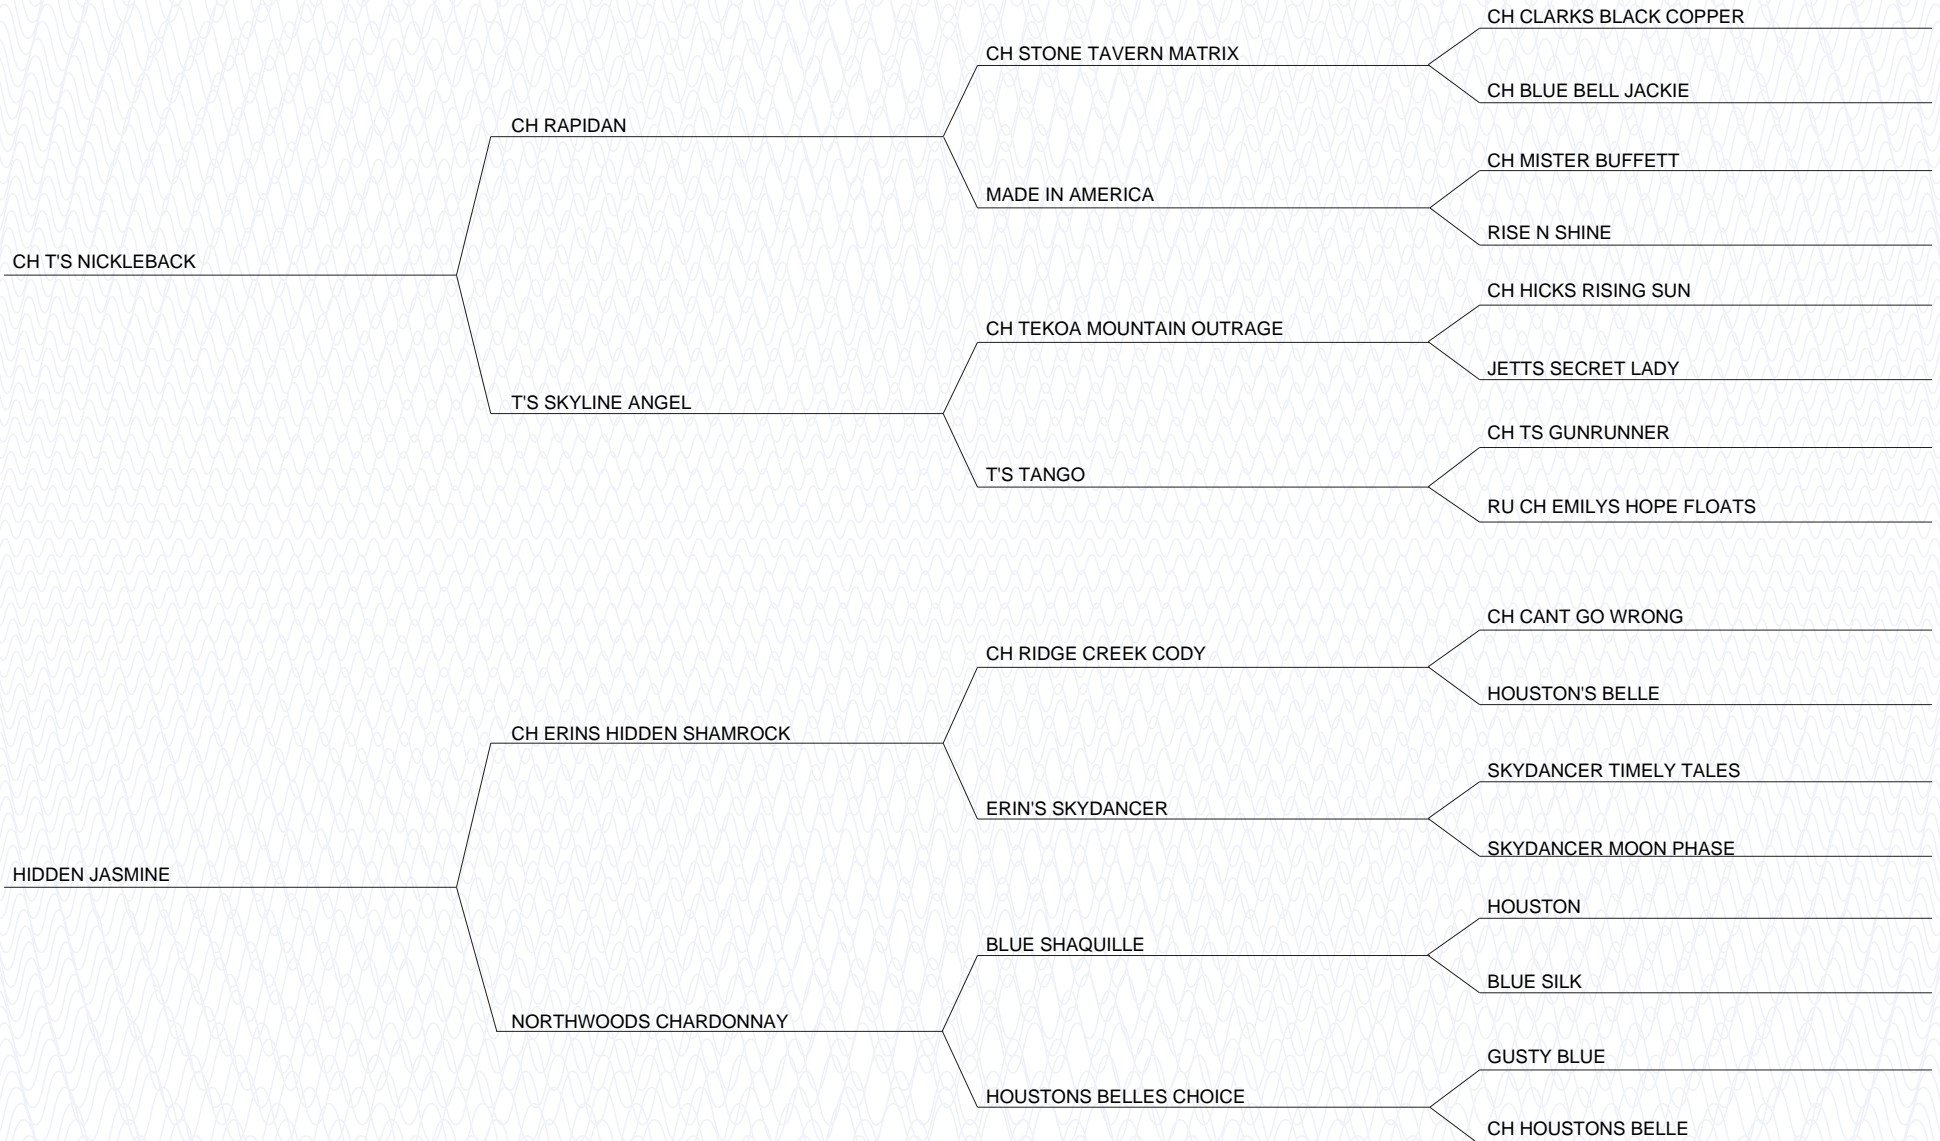 CH CLARKS BLACK COPPER
CH STONE TAVERN MATRIX
CH BLUE BELL JACKIE
CH RAPIDAN
CH MISTER BUFFETT
MADE IN AMERICA
RISE N SHINE
CH T'S NICKLEBACK
CH HICKS RISING SUN
CH TEKOA MOUNTAIN OUTRAGE
JETTS SECRET LADY
T'S SKYLINE ANGEL
CH TS GUNRUNNER
T'S TANGO
RU CH EMILYS HOPE FLOATS
CH CANT GO WRONG
CH RIDGE CREEK CODY
HOUSTON'S BELLE
CH ERINS HIDDEN SHAMROCK
SKYDANCER TIMELY TALES
ERIN'S SKYDANCER
SKYDANCER MOON PHASE
HIDDEN JASMINE
HOUSTON
BLUE SHAQUILLE
BLUE SILK
NORTHWOODS CHARDONNAY
GUSTY BLUE
HOUSTONS BELLES CHOICE
CH HOUSTONS BELLE